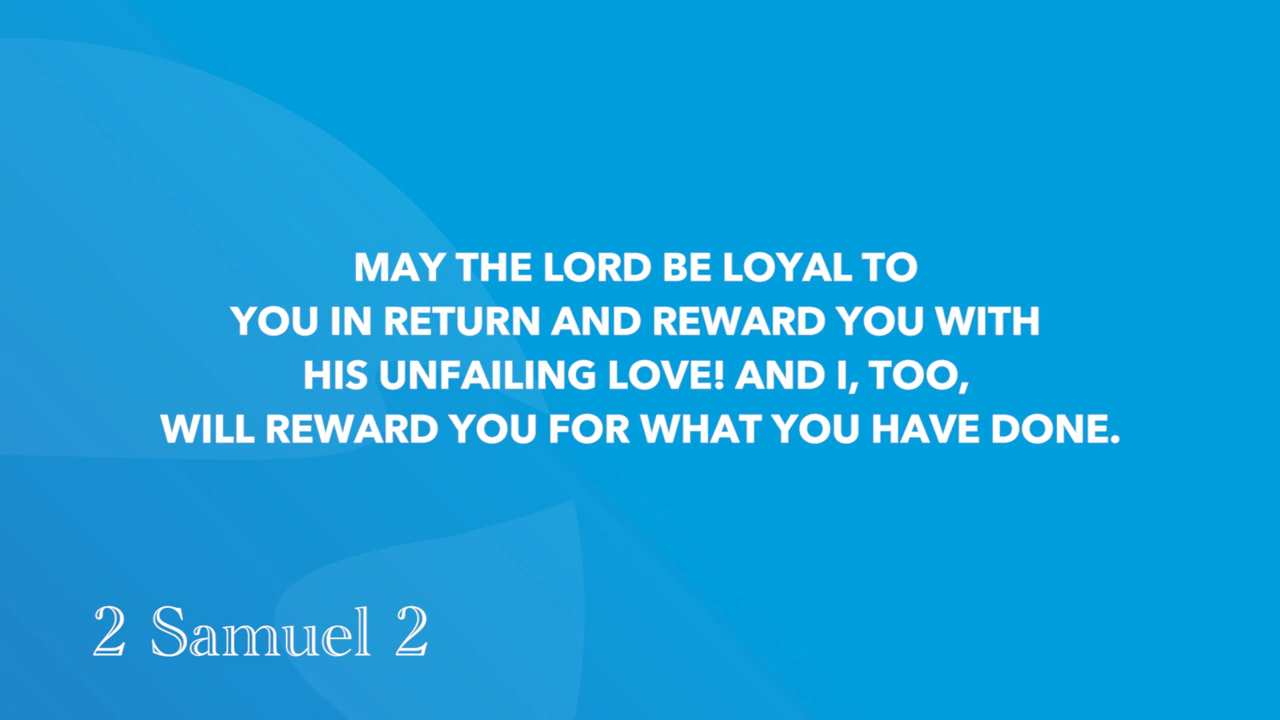 MAY THE LORD BE LOYAL TO
YOU IN RETURN AND REWARD YOU WITH
HIS UNFAILING LOVE! AND I, TOO,
WILL REWARD YOU FOR WHAT YOU HAVE DONE.
2 Samuel 2